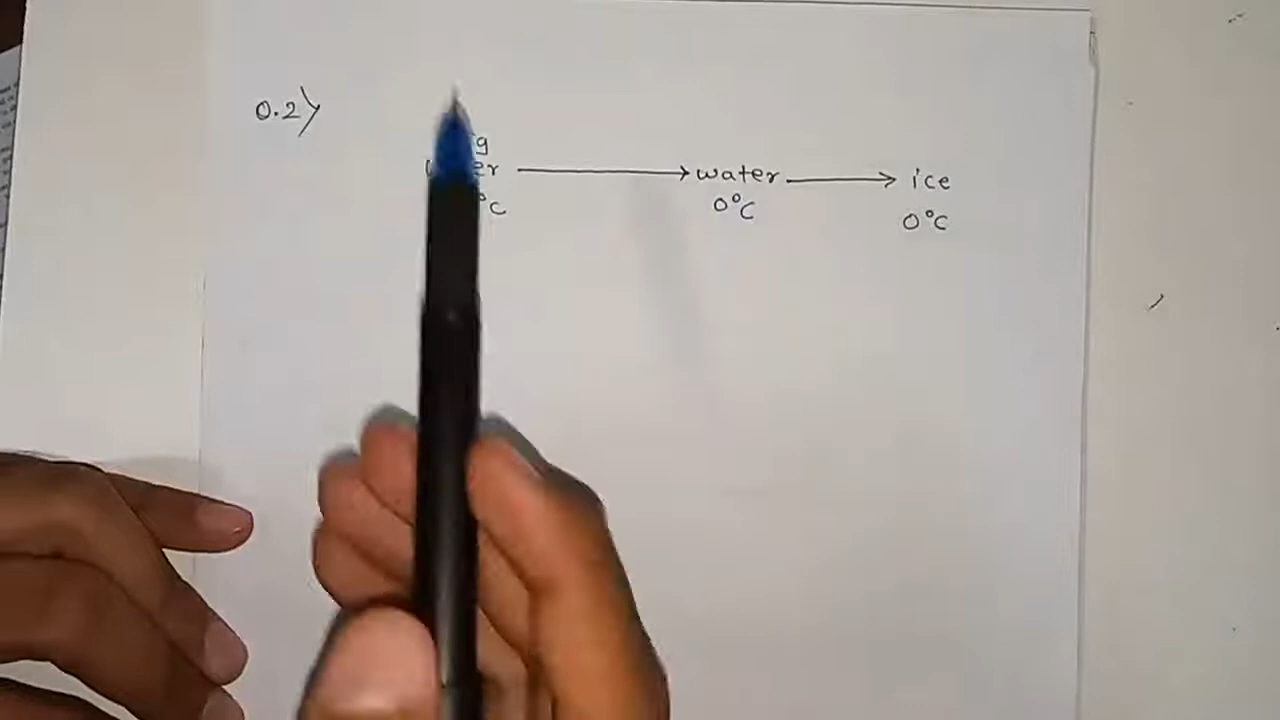 0.2)
g
→ water → ice
°C 0°C 0°C